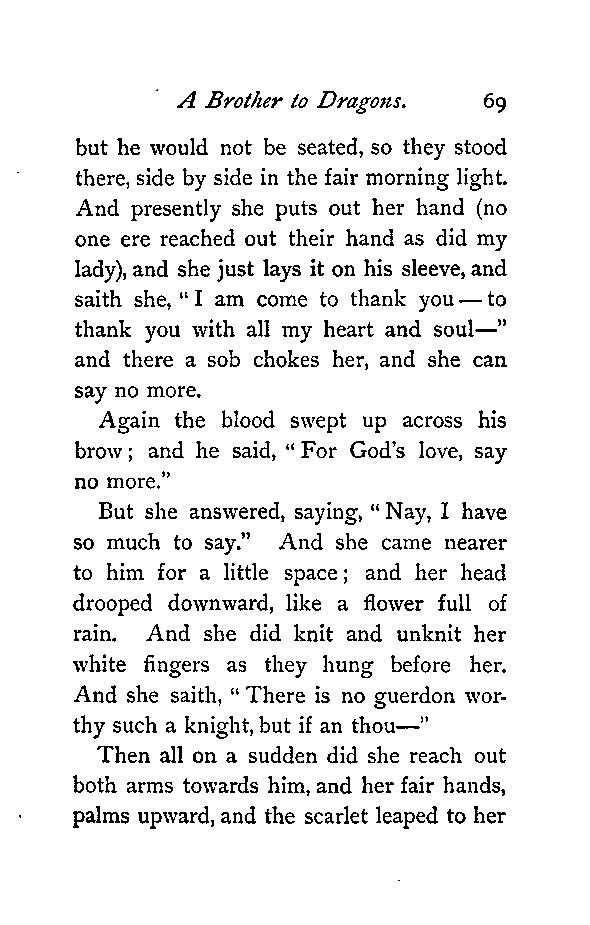 A Brother to Dragons. 69
but he would not be seated, so they stood
there, side by side in the fair morning light.
And presently she puts out her hand (no
one ere reached out their hand as did my
lady), and she just lays it on his sleeve, and
saith she, “I am come to thank you — to
thank you with all my heart and soul—”
and there a sob chokes her, and she can
say no more.
Again the blood swept up across his
brow; and he said, “For God's love, say
no more.”
But she answered, saying, “Nay, I have
so much to say.” And she came nearer
to him for a little space; and her head
drooped downward, like a flower full of
rain. And she did knit and unknit her
white fingers as they hung before her.
And she saith, “There is no guerdon wor-
thy such a knight, but if an thou—”
Then all on a sudden did she reach out
both arms towards him, and her fair hands,
palms upward, and the scarlet leaped to her